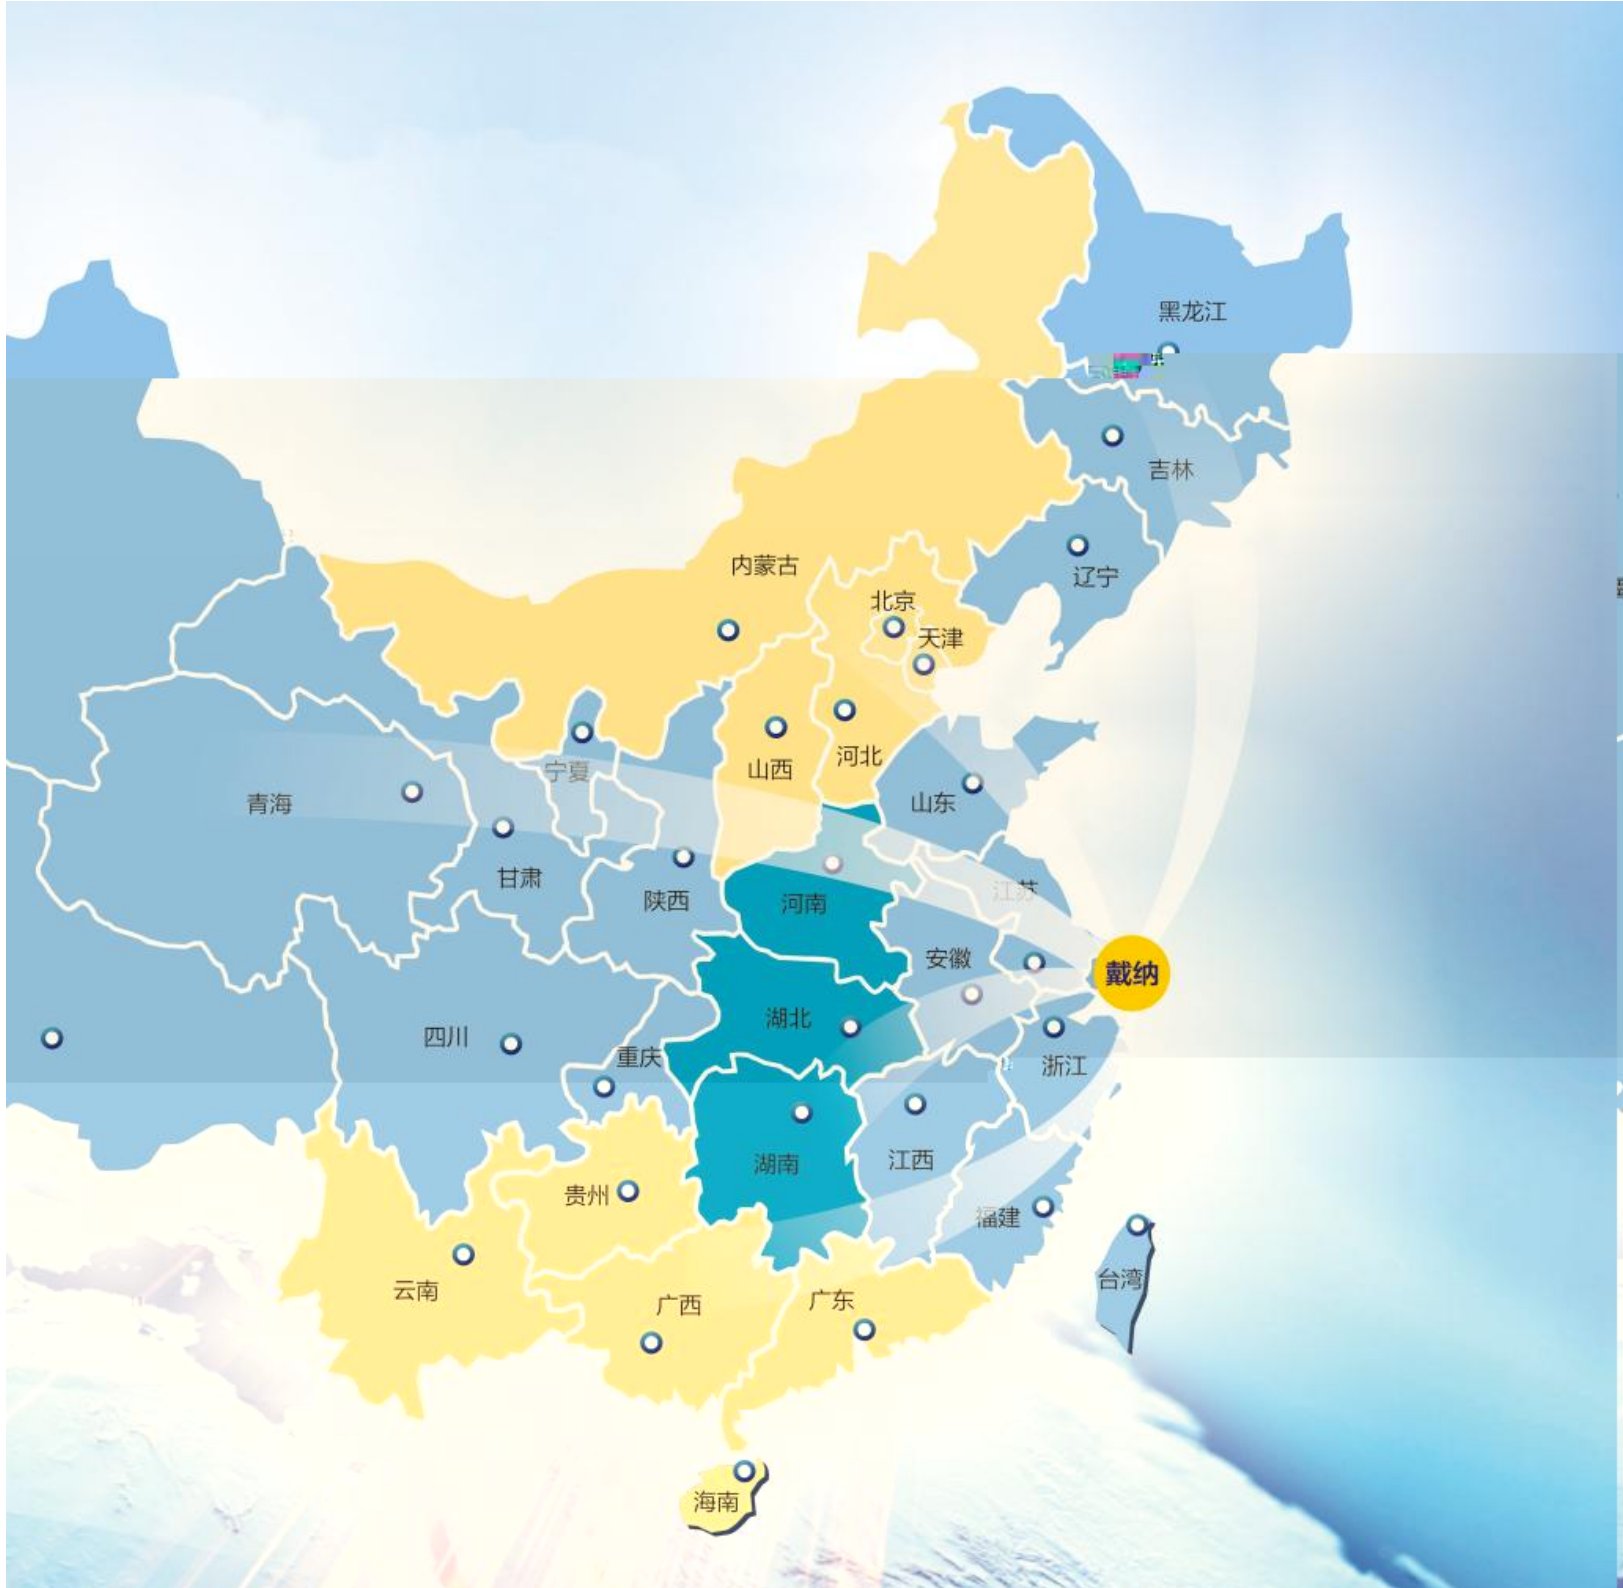 黑龙江
吉林
内蒙古
辽宁
北京
天津
河北
山西
宁夏
山东
青海
甘肃
陕西
河南
江苏
安徽
戴纳
湖北
四川
重庆
浙江
湖南
江西
贵州
福建
云南
广西
广东
台湾
海南